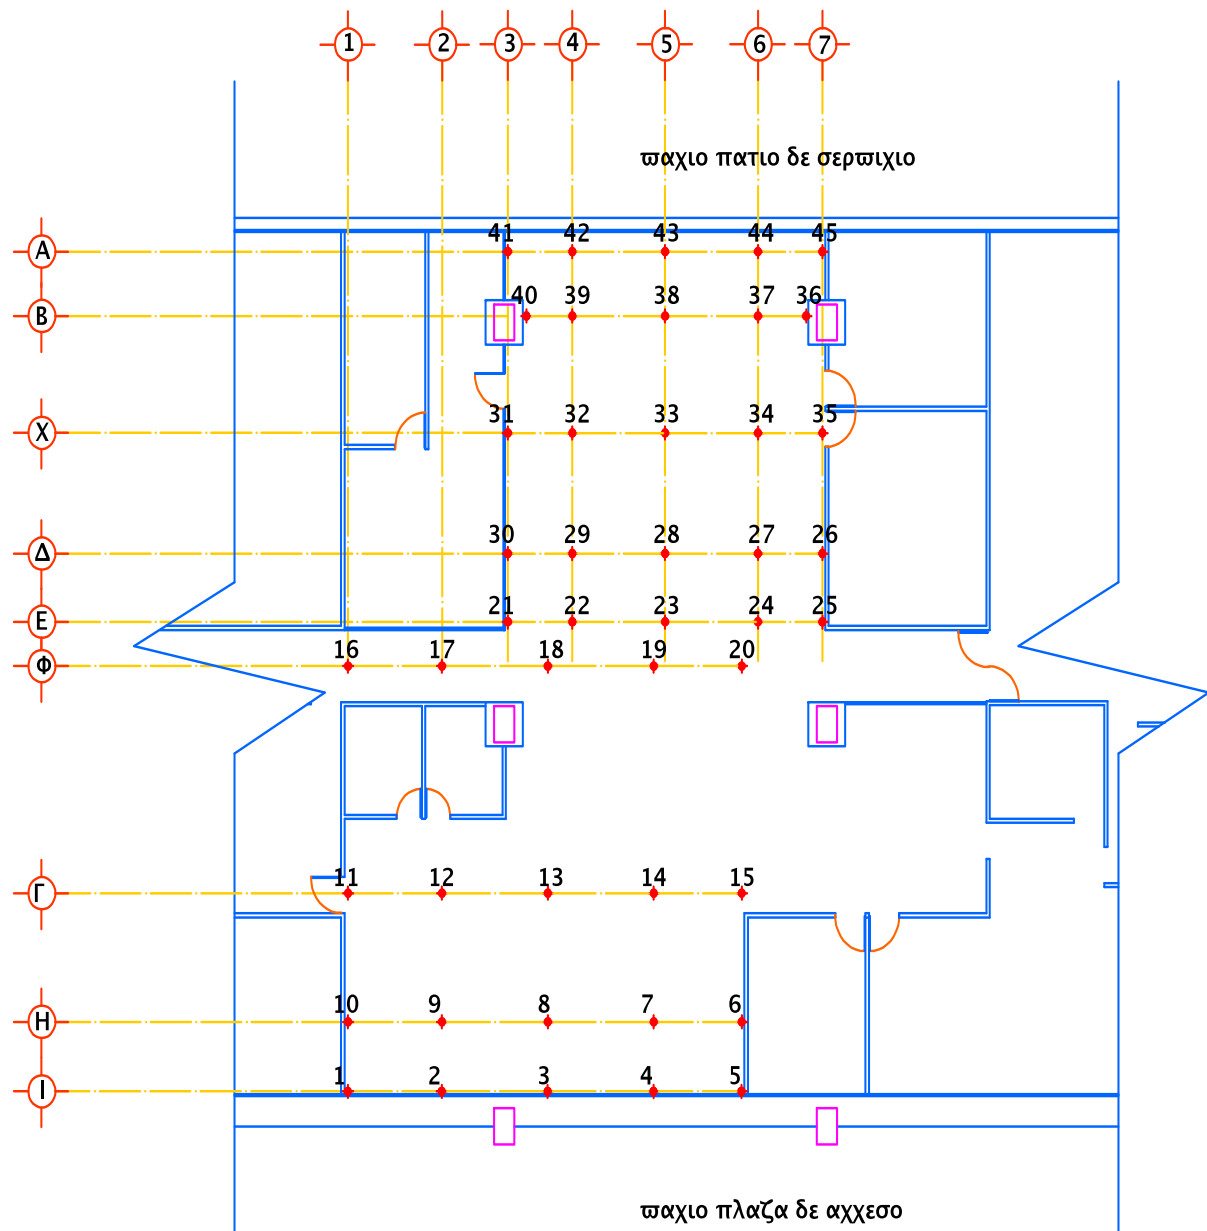 1 2 3 4 5 6 7
ϖαχιο πατιο δε σερϖιχιο
Α 41 42 43 44 45
Β 40 39 38 37 36
Χ 31 32 33 34 35
Δ 30 29 28 27 26
Ε 21 22 23 24 25
Φ 16 17 18 19 20
Γ 11 12 13 14 15
Η 10 9 8 7 6
Ι 1 2 3 4 5
ϖαχιο πλαζα δε αχχεσο